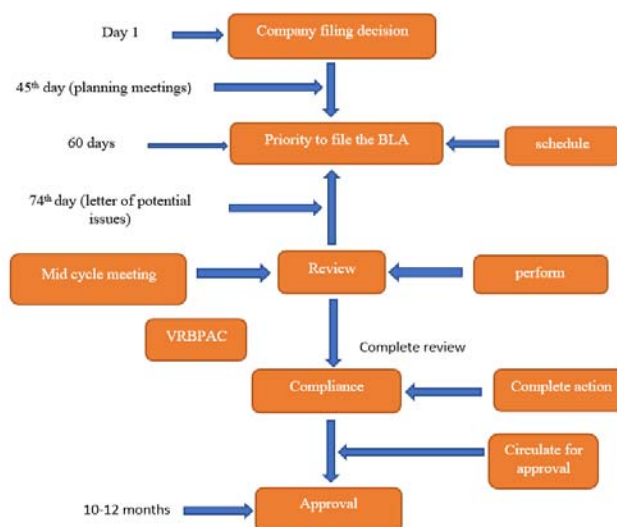 Day 1
Company filing decision
45th day (planning meetings)
60 days
Priority to file the BLA
schedule
74th day (letter of potential
issues)
Mid cycle meeting
Review
perform
VRBPAC
Complete review
Compliance
Complete action
Circulate for
approval
10-12 months
Approval